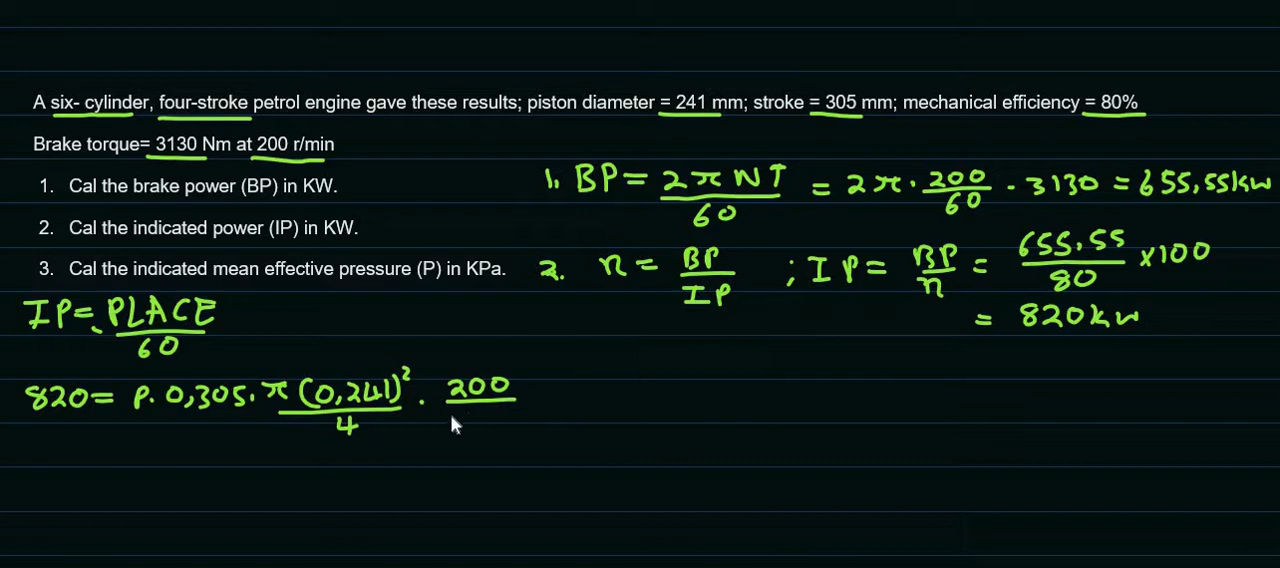 A six- cylinder, four-stroke petrol engine gave these results; piston diameter = 241 mm; stroke = 305 mm; mechanical efficiency = 80%
Brake torque= 3130 Nm at 200 r/min
1. Cal the brake power (BP) in KW.
2. Cal the indicated power (IP) in KW.
3. Cal the indicated mean effective pressure (P) in KPa.
1. BP = 2πNT/60 = 2π · 200/60 · 3130 = 655,55kw
2. n = BP/IP ; IP = BP/n = 655,55/80 ×100
= 820kw
IP = PLACE/60
820 = P. 0,305. π(0,241)²/4 . 200